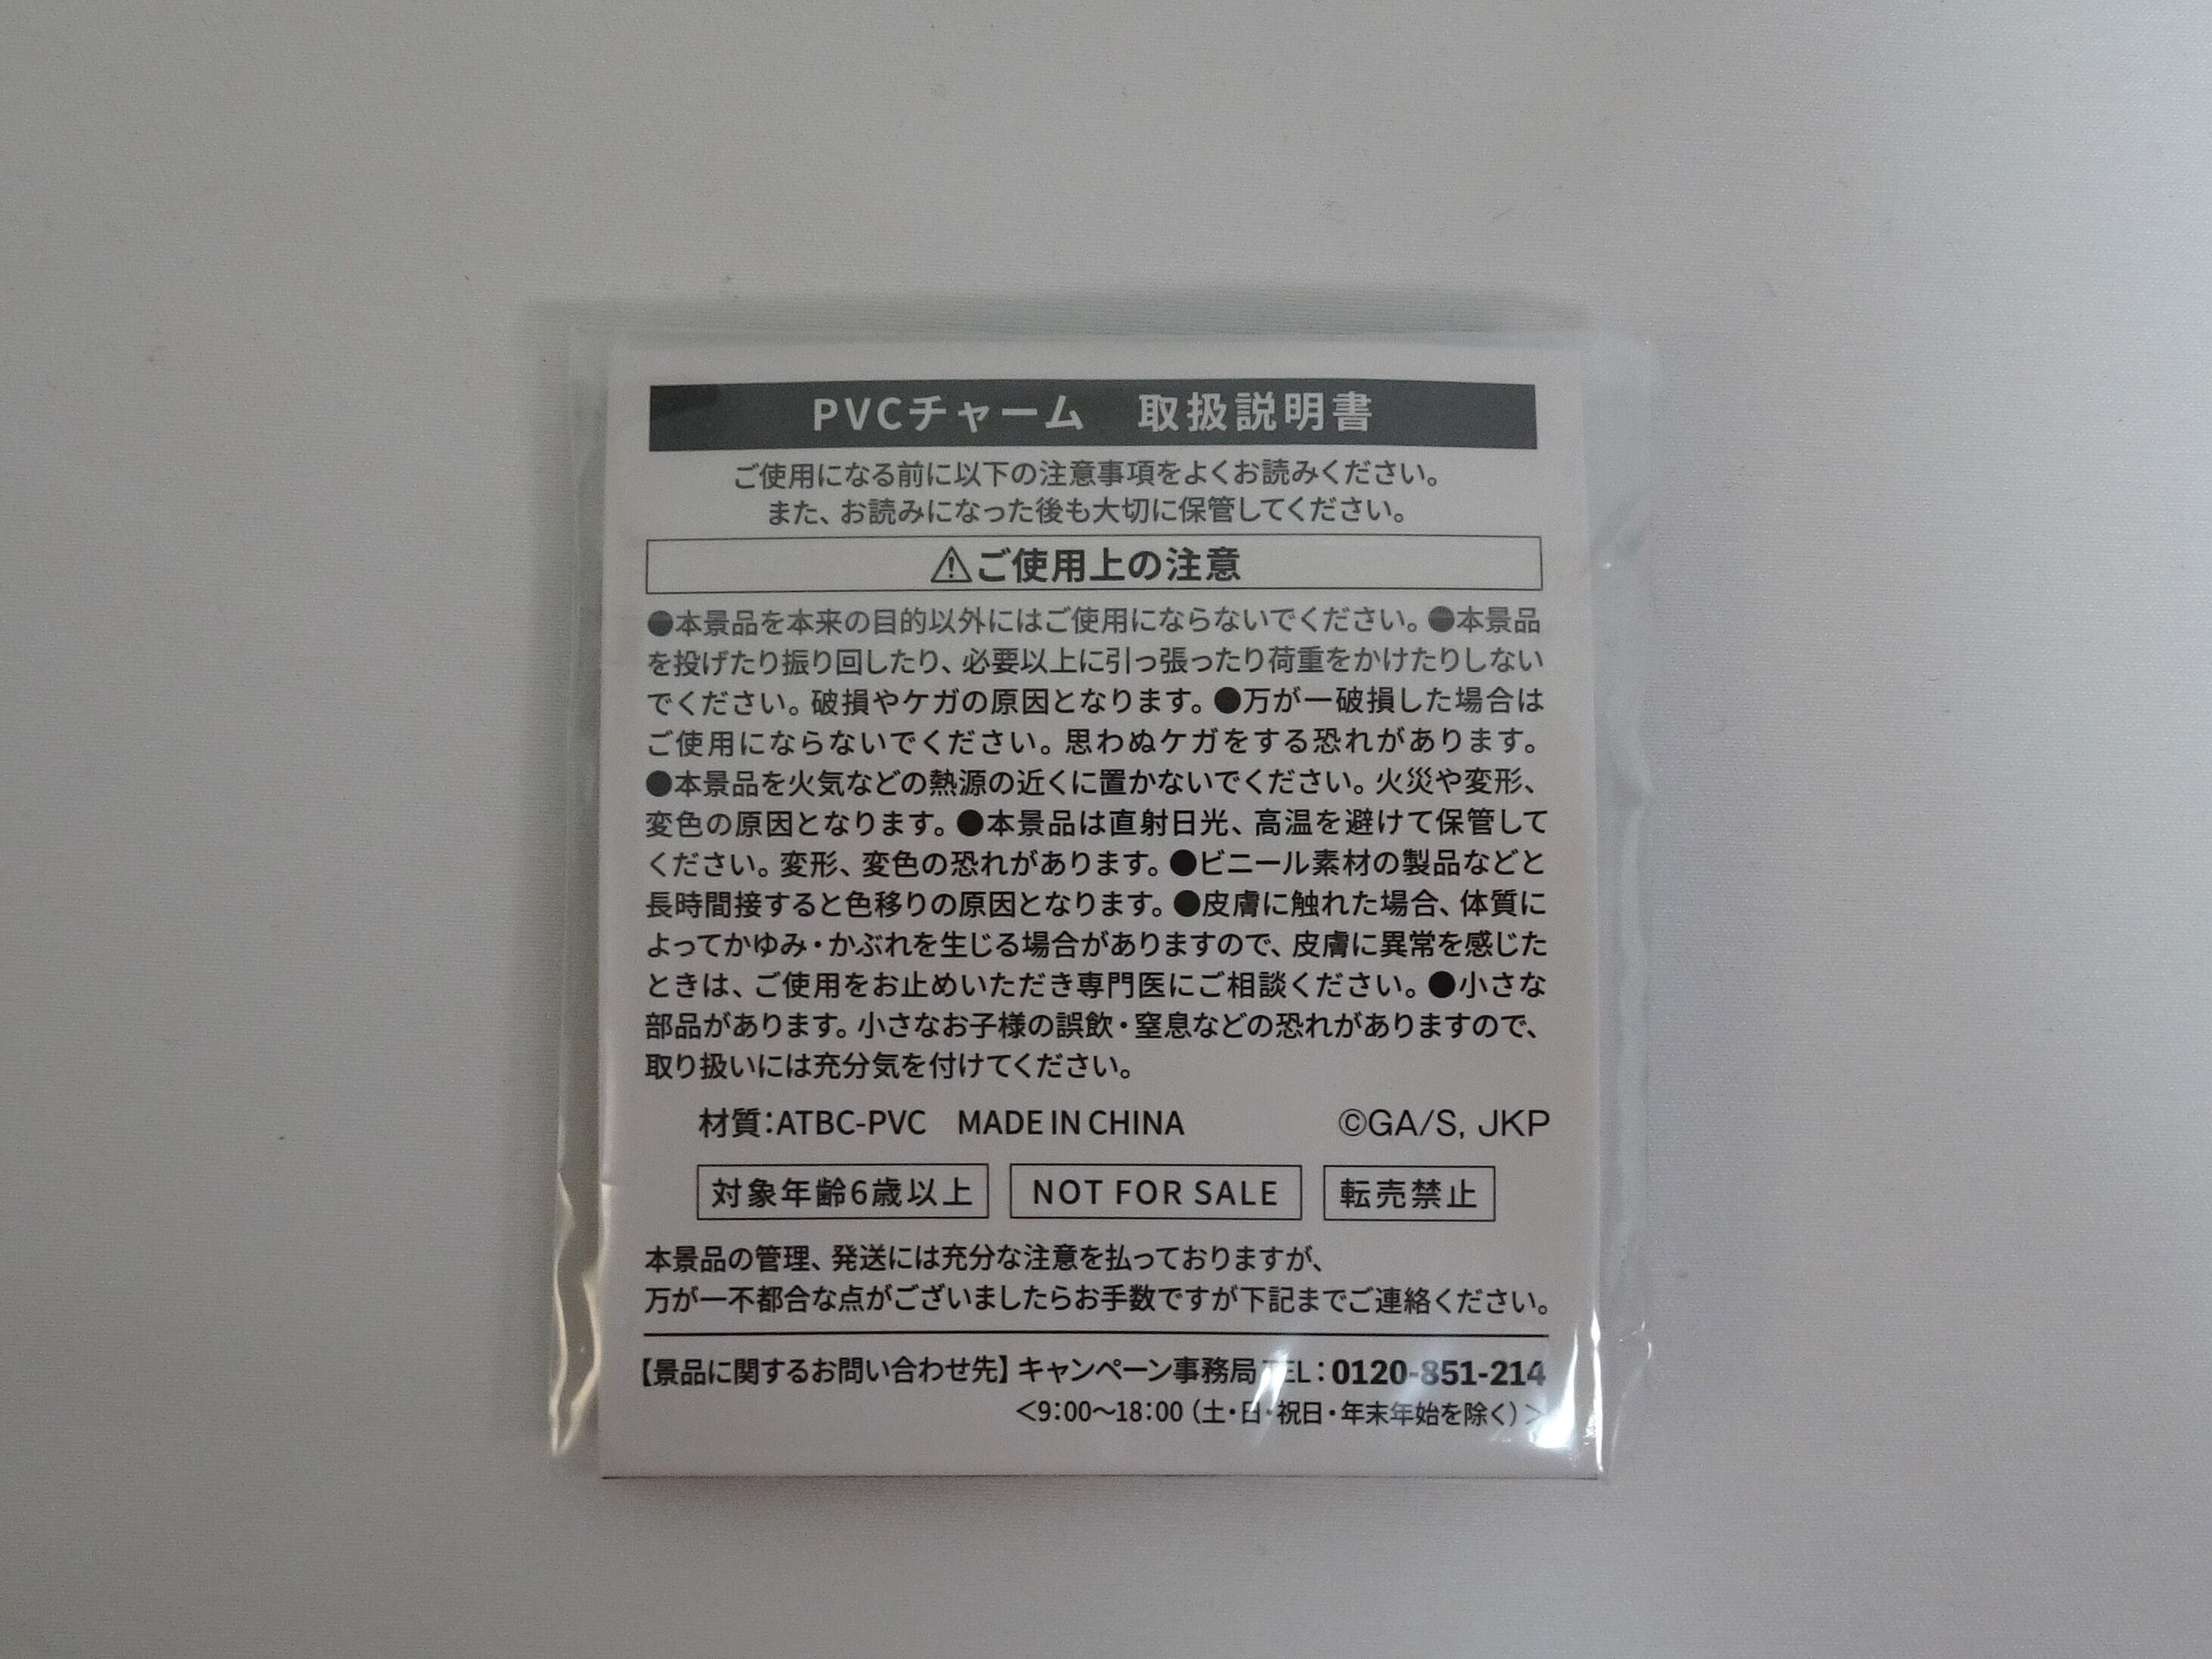 PVCチャーム　取扱説明書
ご使用になる前に以下の注意事項をよくお読みください。
また、お読みになった後も大切に保管してください。
⚠ご使用上の注意
●本景品を本来の目的以外にはご使用にならないでください。●本景品
を投げたり振り回したり、必要以上に引っ張ったり荷重をかけたりしない
でください。破損やケガの原因となります。●万が一破損した場合は
ご使用にならないでください。思わぬケガをする恐れがあります。
●本景品を火気などの熱源の近くに置かないでください。火災や変形、
変色の原因となります。●本景品は直射日光、高温を避けて保管して
ください。変形、変色の恐れがあります。●ビニール素材の製品などと
長時間接すると色移りの原因となります。●皮膚に触れた場合、体質に
よってかゆみ・かぶれを生じる場合がありますので、皮膚に異常を感じた
ときは、ご使用をお止めいただき専門医にご相談ください。●小さな
部品があります。小さなお子様の誤飲・窒息などの恐れがありますので、
取り扱いには充分気を付けてください。
材質：ATBC-PVC　MADE IN CHINA　©GA/S, JKP
対象年齢6歳以上　NOT FOR SALE　転売禁止
本景品の管理、発送には充分な注意を払っておりますが、
万が一不都合な点がございましたらお手数ですが下記までご連絡ください。
【景品に関するお問い合わせ先】キャンペーン事務局 TEL：0120-851-214
＜9：00～18：00（土・日・祝日・年末年始を除く）＞